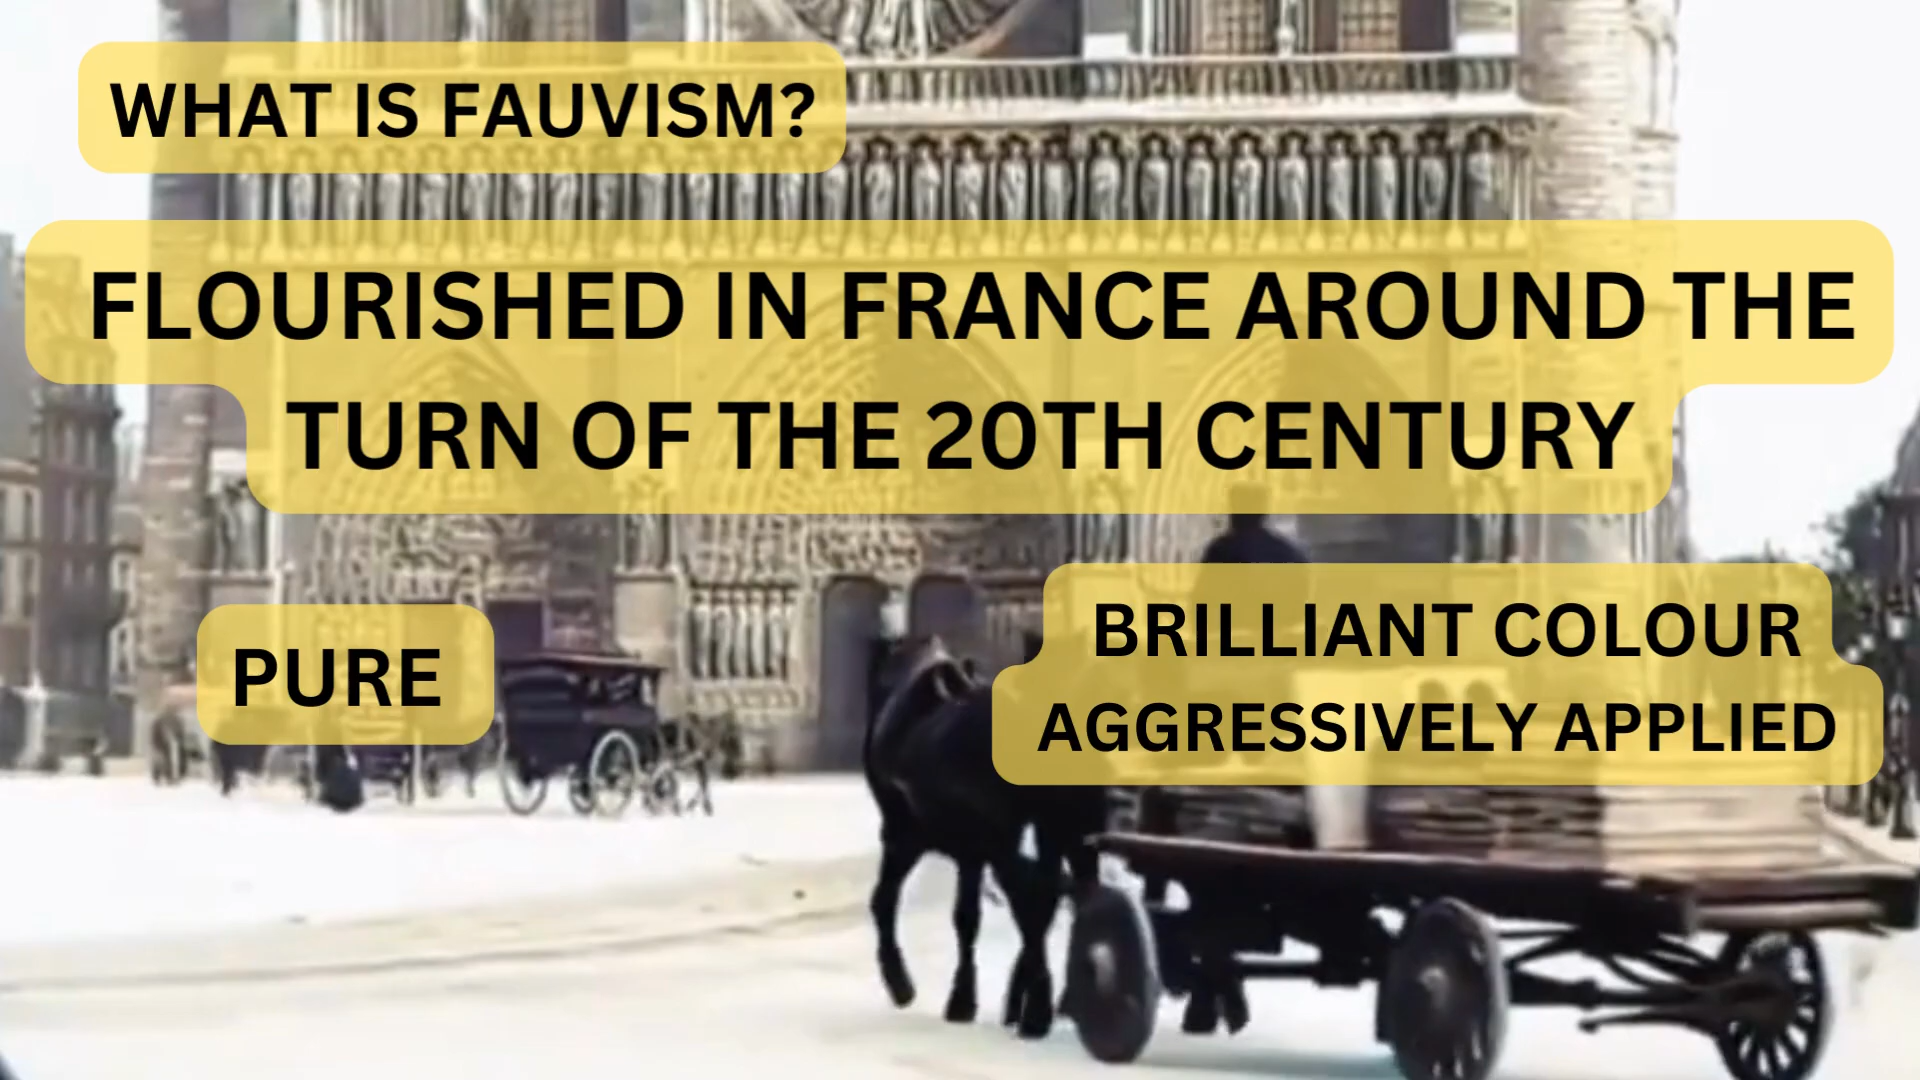 WHAT IS FAUVISM?
FLOURISHED IN FRANCE AROUND THE
TURN OF THE 20TH CENTURY
PURE
BRILLIANT COLOUR
AGGRESSIVELY APPLIED